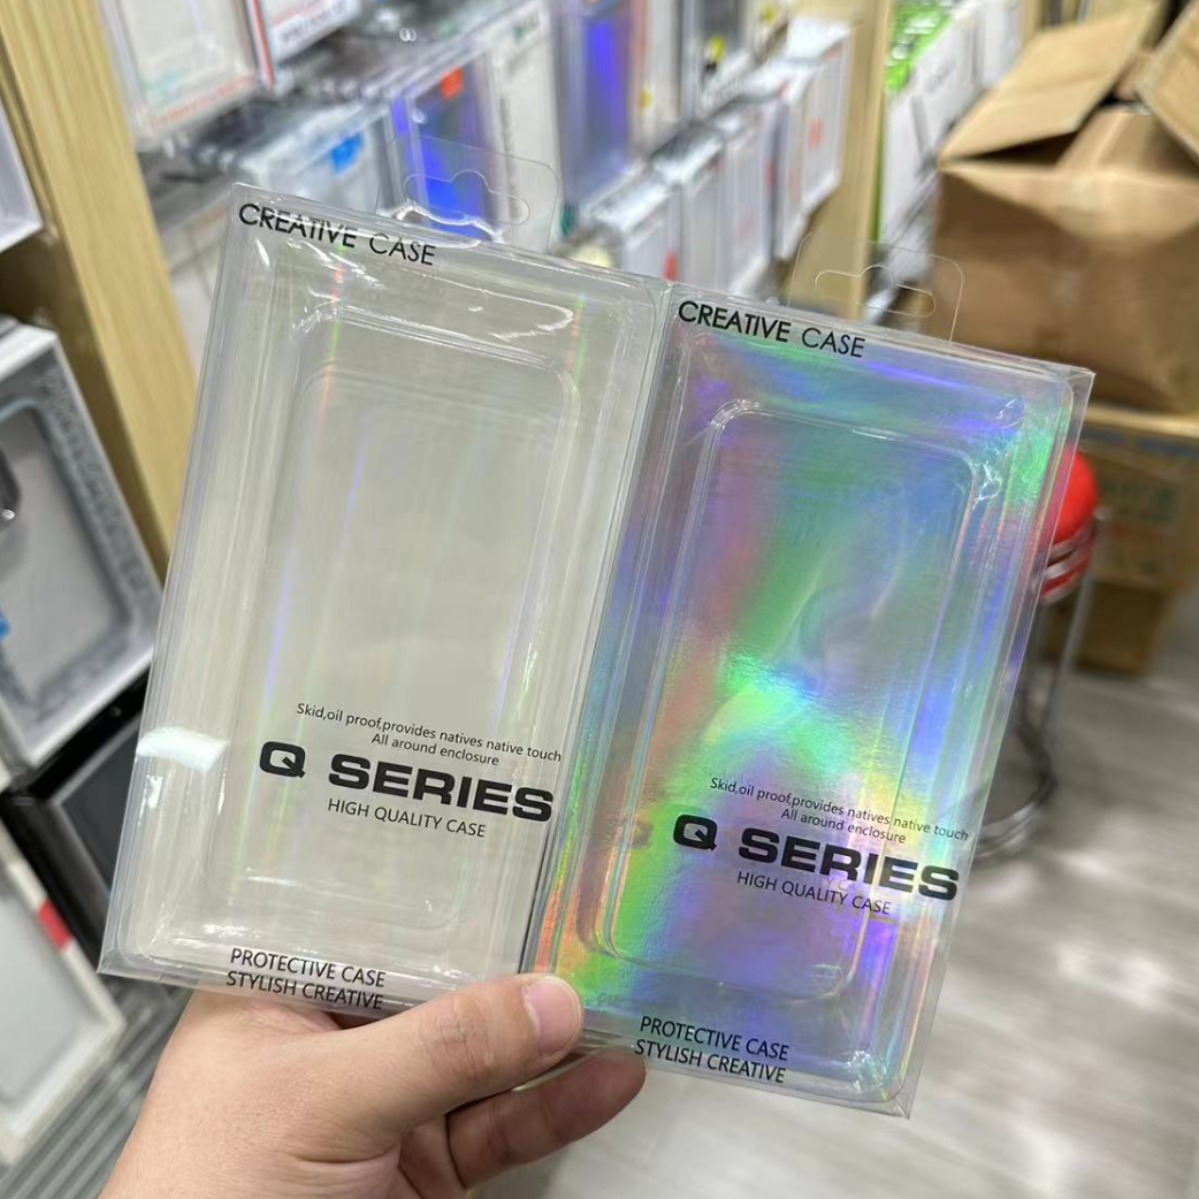 CREATIVE CASE
Skid,oil proof,provides natives native touch
All around enclosure
Q SERIES
HIGH QUALITY CASE
PROTECTIVE CASE
STYLISH CREATIVE
CREATIVE CASE
Skid,oil proof,provides natives native touch
All around enclosure
Q SERIES
HIGH QUALITY CASE
PROTECTIVE CASE
STYLISH CREATIVE